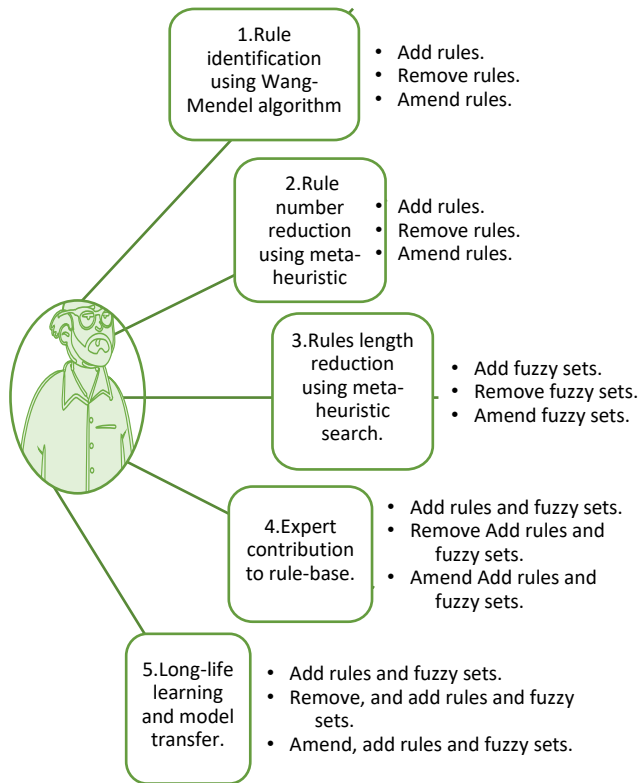 1.Rule
identification
using Wang-
Mendel algorithm
• Add rules.
• Remove rules.
• Amend rules.
2.Rule
number
reduction
using meta-
heuristic
• Add rules.
• Remove rules.
• Amend rules.
3.Rules length
reduction
using meta-
heuristic
search.
• Add fuzzy sets.
• Remove fuzzy sets.
• Amend fuzzy sets.
4.Expert
contribution
to rule-base.
• Add rules and fuzzy sets.
• Remove Add rules and
fuzzy sets.
• Amend Add rules and
fuzzy sets.
5.Long-life
learning
and model
transfer.
• Add rules and fuzzy sets.
• Remove, and add rules and fuzzy
sets.
• Amend, add rules and fuzzy sets.